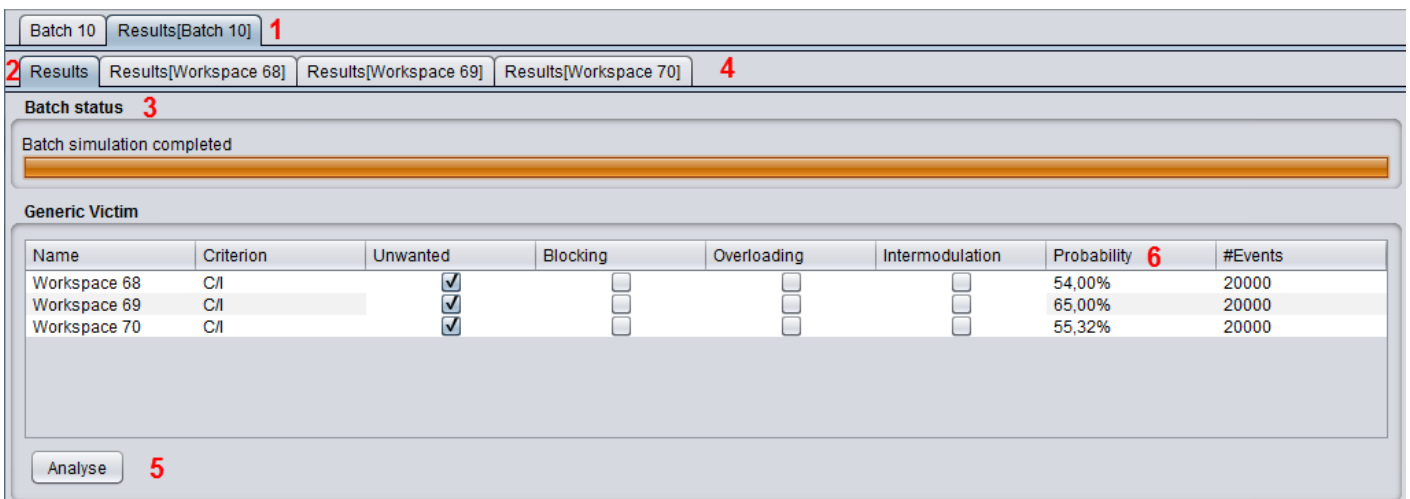 Batch 10 Results[Batch 10] 1
2 Results Results[Workspace 68] Results[Workspace 69] Results[Workspace 70] 4
Batch status 3
Batch simulation completed
Generic Victim
Name Criterion Unwanted Blocking Overloading Intermodulation Probability 6 #Events
Workspace 68 C/I 54,00% 20000
Workspace 69 C/I 65,00% 20000
Workspace 70 C/I 55,32% 20000
Analyse 5